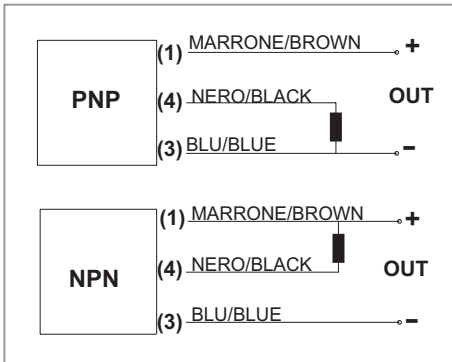 (1) MARRONE/BROWN +
PNP (4) NERO/BLACK OUT
(3) BLU/BLUE -
(1) MARRONE/BROWN +
NPN (4) NERO/BLACK OUT
(3) BLU/BLUE -